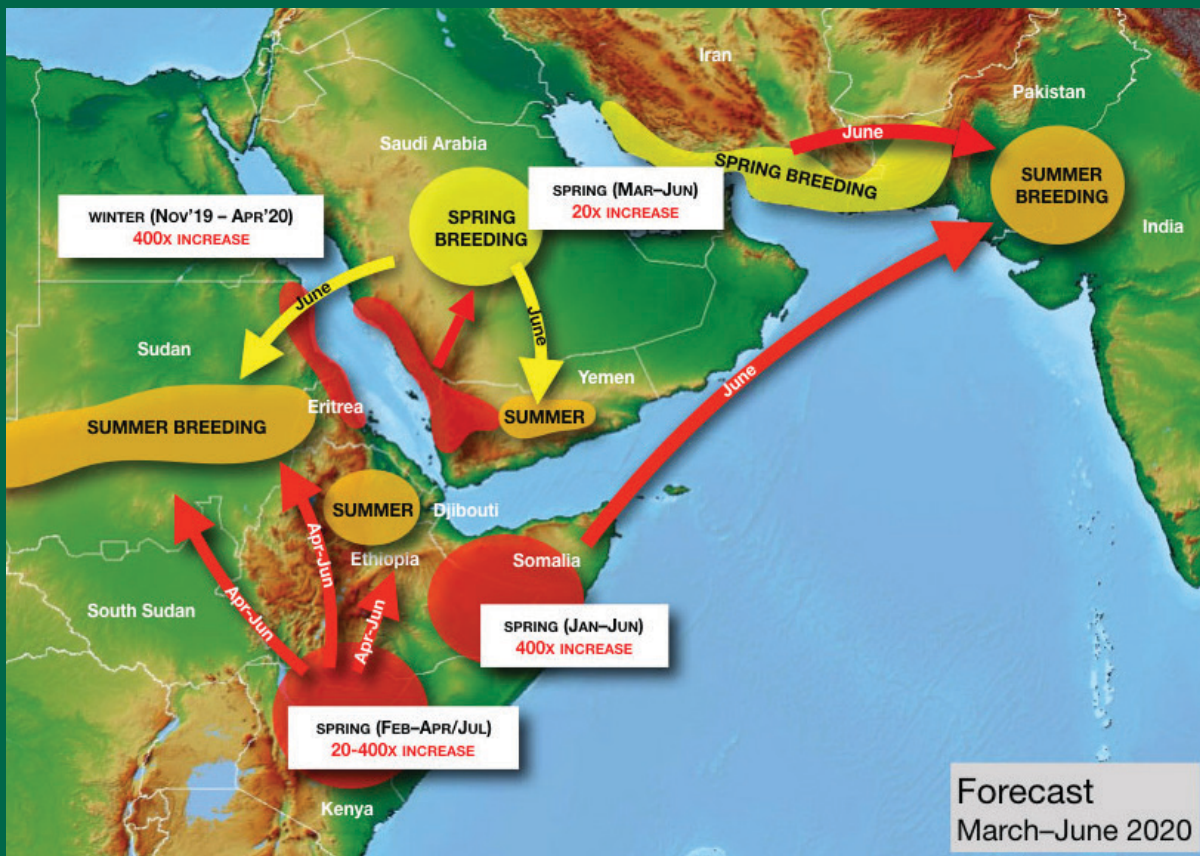 Iran
Pakistan
Saudi Arabia
June
SPRING BREEDING
SUMMER
BREEDING
SPRING (MAR–JUN)
20X INCREASE
WINTER (NOV'19 – APR'20)
400X INCREASE
SPRING
BREEDING
India
June
June
Sudan
Yemen
June
Eritrea
SUMMER
SUMMER BREEDING
SUMMER
Djibouti
Ethiopia
Somalia
Apr-Jun
Apr-Jun
Apr-Jun
South Sudan
SPRING (JAN–JUN)
400X INCREASE
SPRING (FEB–APR/JUL)
20-400X INCREASE
Kenya
Forecast
March–June 2020